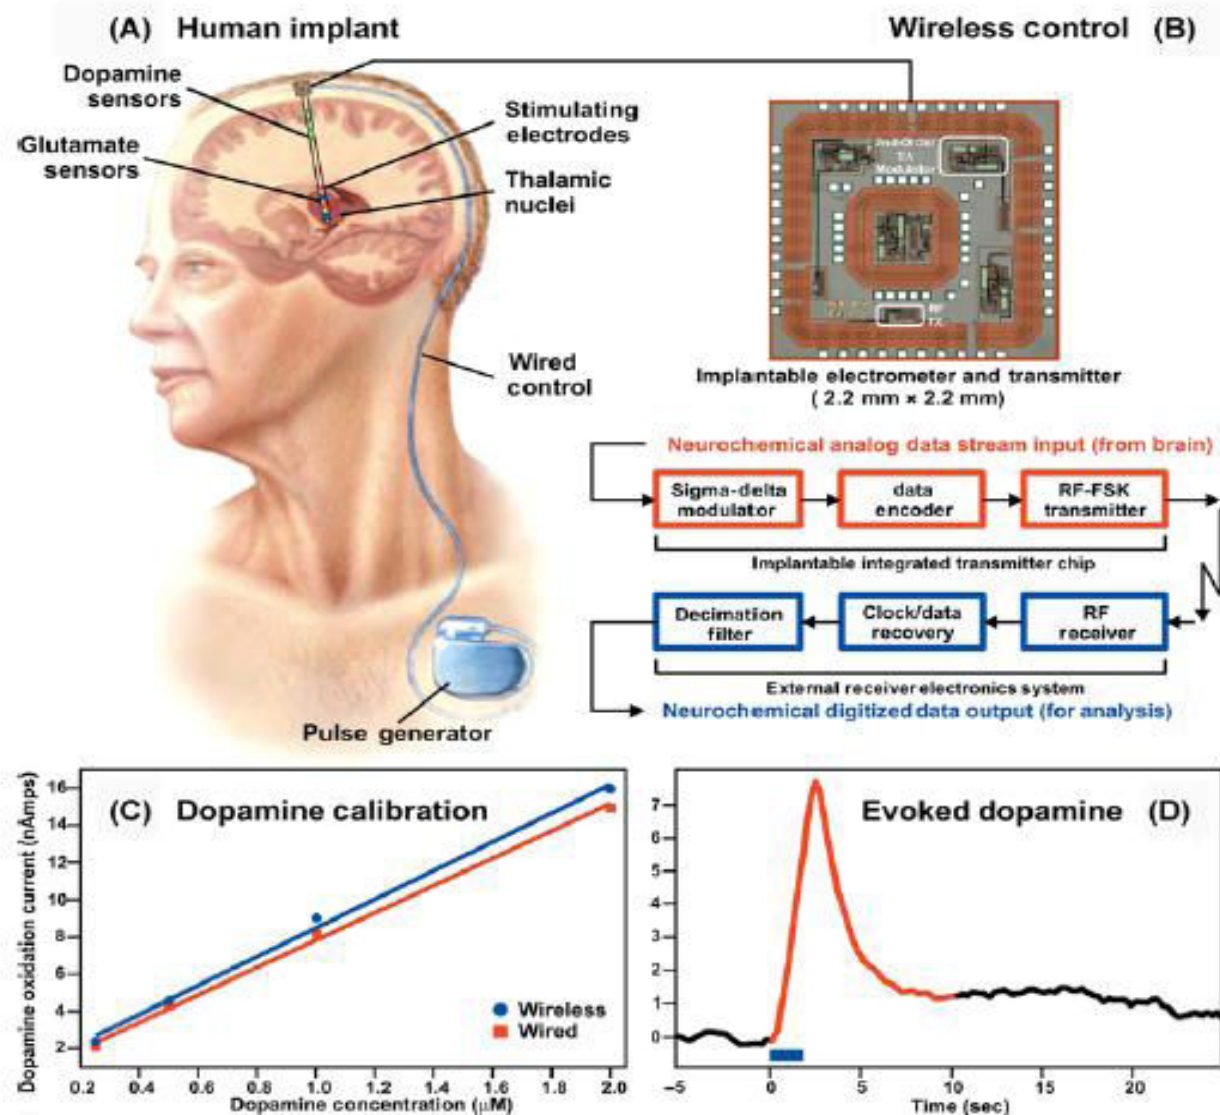 (A) Human implant
Wireless control (B)
Dopamine
sensors
Glutamate
sensors
Stimulating
electrodes
Thalamic
nuclei
Wired
control
Pulse generator
Modulator
RF
TX
Implantable electrometer and transmitter
( 2.2 mm × 2.2 mm)
Neurochemical analog data stream input (from brain)
Sigma-delta
modulator
data
encoder
RF-FSK
transmitter
Implantable integrated transmitter chip
Decimation
filter
Clock/data
recovery
RF
receiver
External receiver electronics system
Neurochemical digitized data output (for analysis)
(C) Dopamine calibration
Dopamine oxidation current (nAmps)
16
14
12
10
8
6
4
2
Wireless
Wired
0.2 0.4 0.6 0.8 1.0 1.2 1.4 1.6 1.8 2.0
Dopamine concentration (μM)
Evoked dopamine (D)
7
6
5
4
3
2
1
0
−5 0 5 10 15 20
Time (sec)